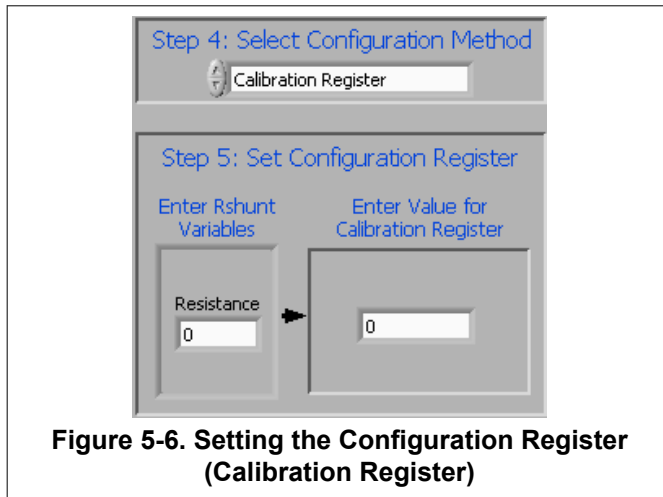 Step 4: Select Configuration Method
Calibration Register
Step 5: Set Configuration Register
Enter Rshunt
Variables
Resistance
0
Enter Value for
Calibration Register
0
Figure 5-6. Setting the Configuration Register
(Calibration Register)